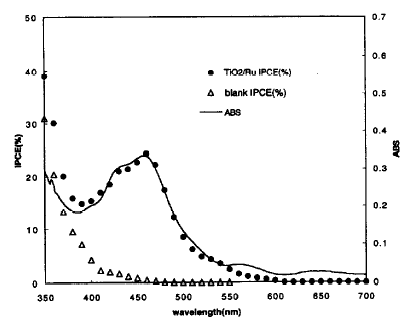 50
40
30
20
10
0
IPCE(%)
0.7
0.6
0.5
0.4
0.3
0.2
0.1
0
ABS
TiO2/Ru IPCE(%)
blank IPCE(%)
ABS
350 400 450 500 550 600 650 700
wavelength(nm)